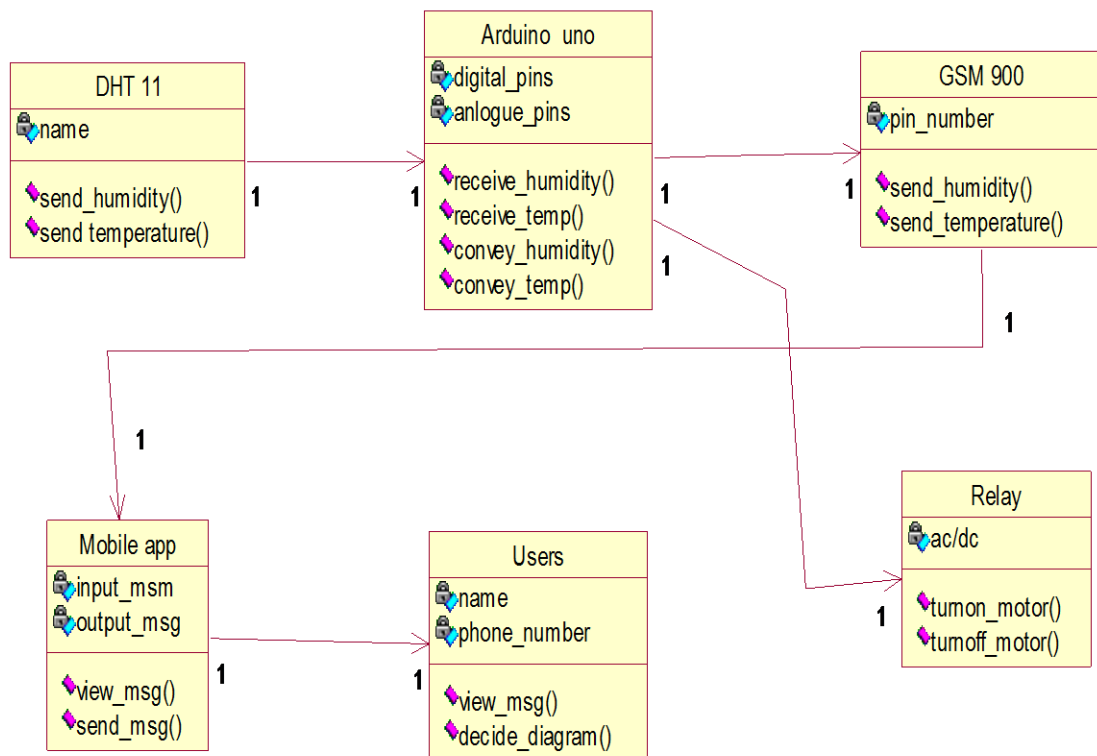 DHT 11
name
send_humidity()
send temperature()
1
1
Arduino uno
digital_pins
anlogue_pins
receive_humidity()
receive_temp()
convey_humidity()
convey_temp()
1
1
1
GSM 900
pin_number
send_humidity()
send_temperature()
1
1
Mobile app
input_msm
output_msg
view_msg()
send_msg()
1
1
Users
name
phone_number
view_msg()
decide_diagram()
Relay
ac/dc
turnon_motor()
turnoff_motor()
1